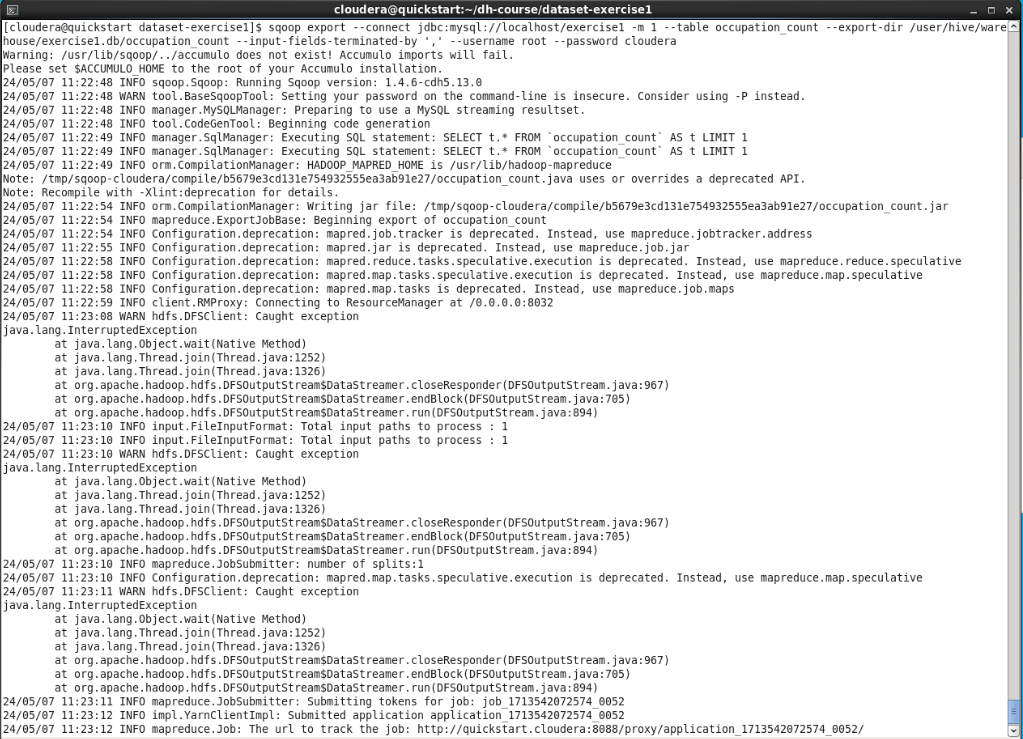 cloudera@quickstart:~/dh-course/dataset-exercise1
[cloudera@quickstart dataset-exercise1]$ sqoop export --connect jdbc:mysql://localhost/exercise1 -m 1 --table occupation_count --export-dir /user/hive/ware
house/exercise1.db/occupation_count --input-fields-terminated-by ',' --username root --password cloudera
Warning: /usr/lib/sqoop/../accumulo does not exist! Accumulo imports will fail.
Please set $ACCUMULO_HOME to the root of your Accumulo installation.
24/05/07 11:22:48 INFO sqoop.Sqoop: Running Sqoop version: 1.4.6-cdh5.13.0
24/05/07 11:22:48 WARN tool.BaseSqoopTool: Setting your password on the command-line is insecure. Consider using -P instead.
24/05/07 11:22:48 INFO manager.MySQLManager: Preparing to use a MySQL streaming resultset.
24/05/07 11:22:48 INFO tool.CodeGenTool: Beginning code generation
24/05/07 11:22:49 INFO manager.SqlManager: Executing SQL statement: SELECT t.* FROM `occupation_count` AS t LIMIT 1
24/05/07 11:22:49 INFO manager.SqlManager: Executing SQL statement: SELECT t.* FROM `occupation_count` AS t LIMIT 1
24/05/07 11:22:49 INFO orm.CompilationManager: HADOOP_MAPRED_HOME is /usr/lib/hadoop-mapreduce
Note: /tmp/sqoop-cloudera/compile/b5679e3cd131e754932555ea3ab91e27/occupation_count.java uses or overrides a deprecated API.
Note: Recompile with -Xlint:deprecation for details.
24/05/07 11:22:54 INFO orm.CompilationManager: Writing jar file: /tmp/sqoop-cloudera/compile/b5679e3cd131e754932555ea3ab91e27/occupation_count.jar
24/05/07 11:22:54 INFO mapreduce.ExportJobBase: Beginning export of occupation_count
24/05/07 11:22:54 INFO Configuration.deprecation: mapred.job.tracker is deprecated. Instead, use mapreduce.jobtracker.address
24/05/07 11:22:55 INFO Configuration.deprecation: mapred.jar is deprecated. Instead, use mapreduce.job.jar
24/05/07 11:22:58 INFO Configuration.deprecation: mapred.reduce.tasks.speculative.execution is deprecated. Instead, use mapreduce.reduce.speculative
24/05/07 11:22:58 INFO Configuration.deprecation: mapred.map.tasks.speculative.execution is deprecated. Instead, use mapreduce.map.speculative
24/05/07 11:22:58 INFO Configuration.deprecation: mapred.map.tasks is deprecated. Instead, use mapreduce.job.maps
24/05/07 11:22:59 INFO client.RMProxy: Connecting to ResourceManager at /0.0.0.0:8032
24/05/07 11:23:08 WARN hdfs.DFSClient: Caught exception
java.lang.InterruptedException
at java.lang.Object.wait(Native Method)
at java.lang.Thread.join(Thread.java:1252)
at java.lang.Thread.join(Thread.java:1326)
at org.apache.hadoop.hdfs.DFSOutputStream$DataStreamer.closeResponder(DFSOutputStream.java:967)
at org.apache.hadoop.hdfs.DFSOutputStream$DataStreamer.endBlock(DFSOutputStream.java:705)
at org.apache.hadoop.hdfs.DFSOutputStream$DataStreamer.run(DFSOutputStream.java:894)
24/05/07 11:23:10 INFO input.FileInputFormat: Total input paths to process : 1
24/05/07 11:23:10 INFO input.FileInputFormat: Total input paths to process : 1
24/05/07 11:23:10 WARN hdfs.DFSClient: Caught exception
java.lang.InterruptedException
at java.lang.Object.wait(Native Method)
at java.lang.Thread.join(Thread.java:1252)
at java.lang.Thread.join(Thread.java:1326)
at org.apache.hadoop.hdfs.DFSOutputStream$DataStreamer.closeResponder(DFSOutputStream.java:967)
at org.apache.hadoop.hdfs.DFSOutputStream$DataStreamer.endBlock(DFSOutputStream.java:705)
at org.apache.hadoop.hdfs.DFSOutputStream$DataStreamer.run(DFSOutputStream.java:894)
24/05/07 11:23:10 INFO mapreduce.JobSubmitter: number of splits:1
24/05/07 11:23:10 INFO Configuration.deprecation: mapred.map.tasks.speculative.execution is deprecated. Instead, use mapreduce.map.speculative
24/05/07 11:23:11 WARN hdfs.DFSClient: Caught exception
java.lang.InterruptedException
at java.lang.Object.wait(Native Method)
at java.lang.Thread.join(Thread.java:1252)
at java.lang.Thread.join(Thread.java:1326)
at org.apache.hadoop.hdfs.DFSOutputStream$DataStreamer.closeResponder(DFSOutputStream.java:967)
at org.apache.hadoop.hdfs.DFSOutputStream$DataStreamer.endBlock(DFSOutputStream.java:705)
at org.apache.hadoop.hdfs.DFSOutputStream$DataStreamer.run(DFSOutputStream.java:894)
24/05/07 11:23:11 INFO mapreduce.JobSubmitter: Submitting tokens for job: job_1713542072574_0052
24/05/07 11:23:12 INFO impl.YarnClientImpl: Submitted application application_1713542072574_0052
24/05/07 11:23:12 INFO mapreduce.Job: The url to track the job: http://quickstart.cloudera:8088/proxy/application_1713542072574_0052/